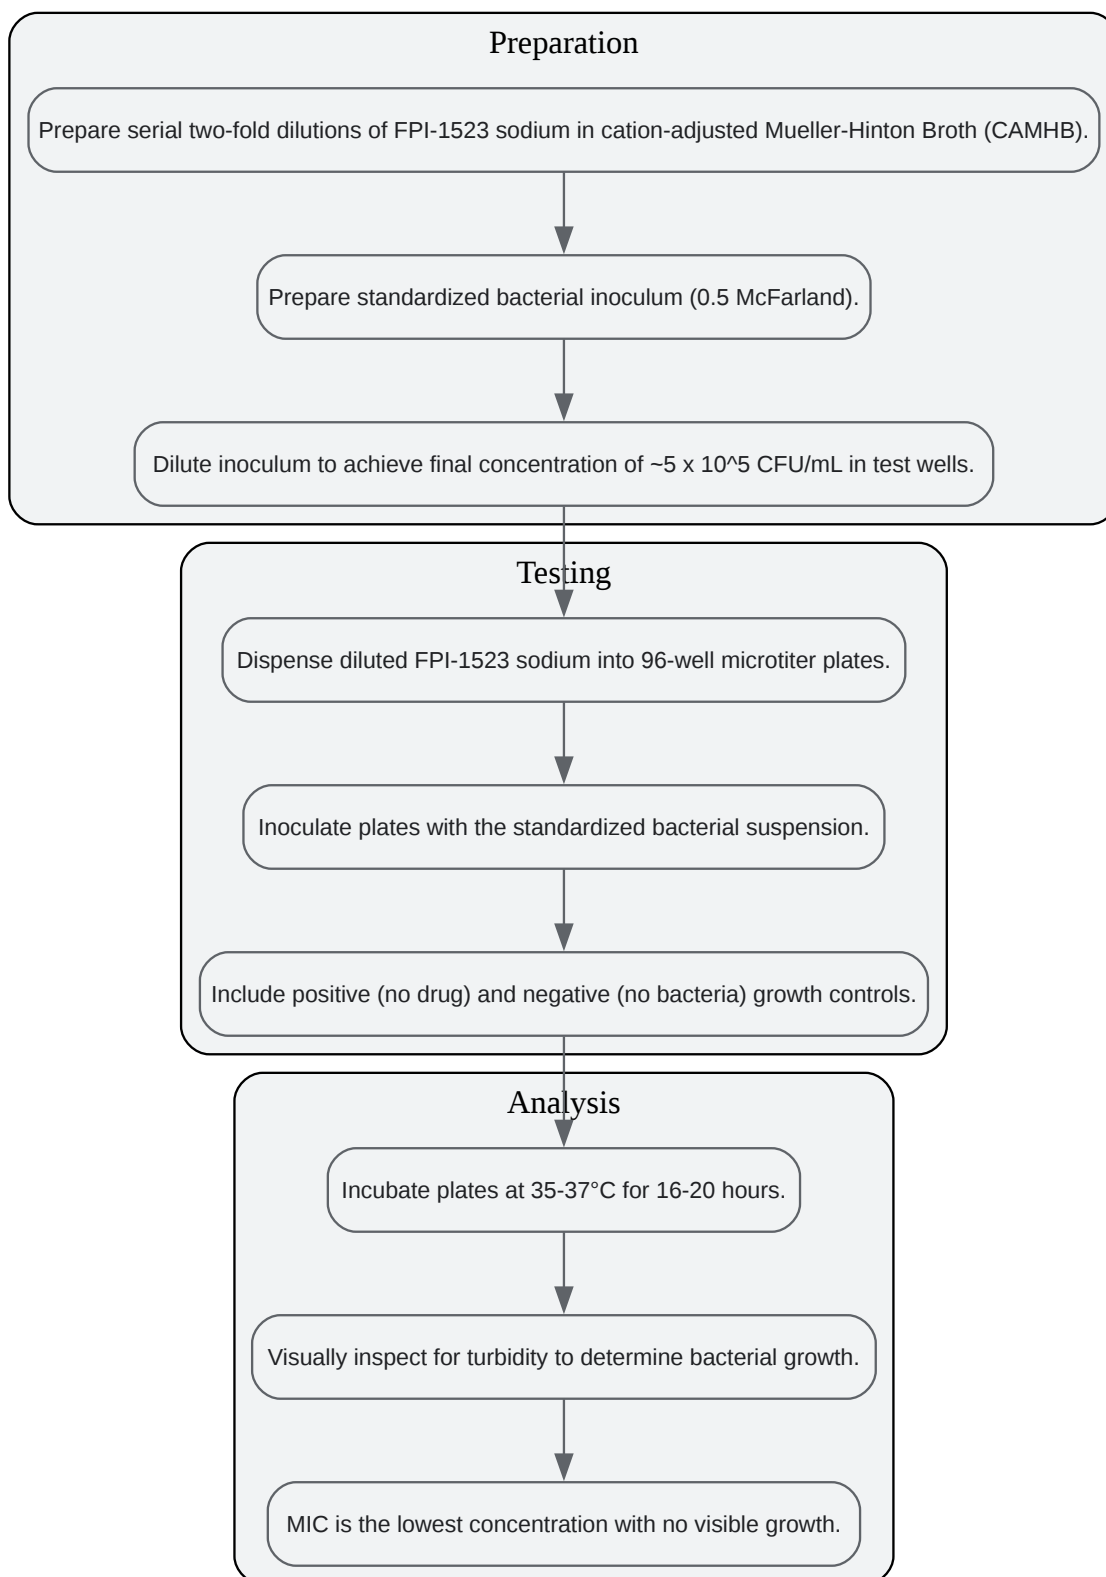 Preparation
Prepare serial two-fold dilutions of FPI-1523 sodium in cation-adjusted Mueller-Hinton Broth (CAMHB).
Prepare standardized bacterial inoculum (0.5 McFarland).
Dilute inoculum to achieve final concentration of ~5 x 10^5 CFU/mL in test wells.
Testing
Dispense diluted FPI-1523 sodium into 96-well microtiter plates.
Inoculate plates with the standardized bacterial suspension.
Include positive (no drug) and negative (no bacteria) growth controls.
Analysis
Incubate plates at 35-37°C for 16-20 hours.
Visually inspect for turbidity to determine bacterial growth.
MIC is the lowest concentration with no visible growth.